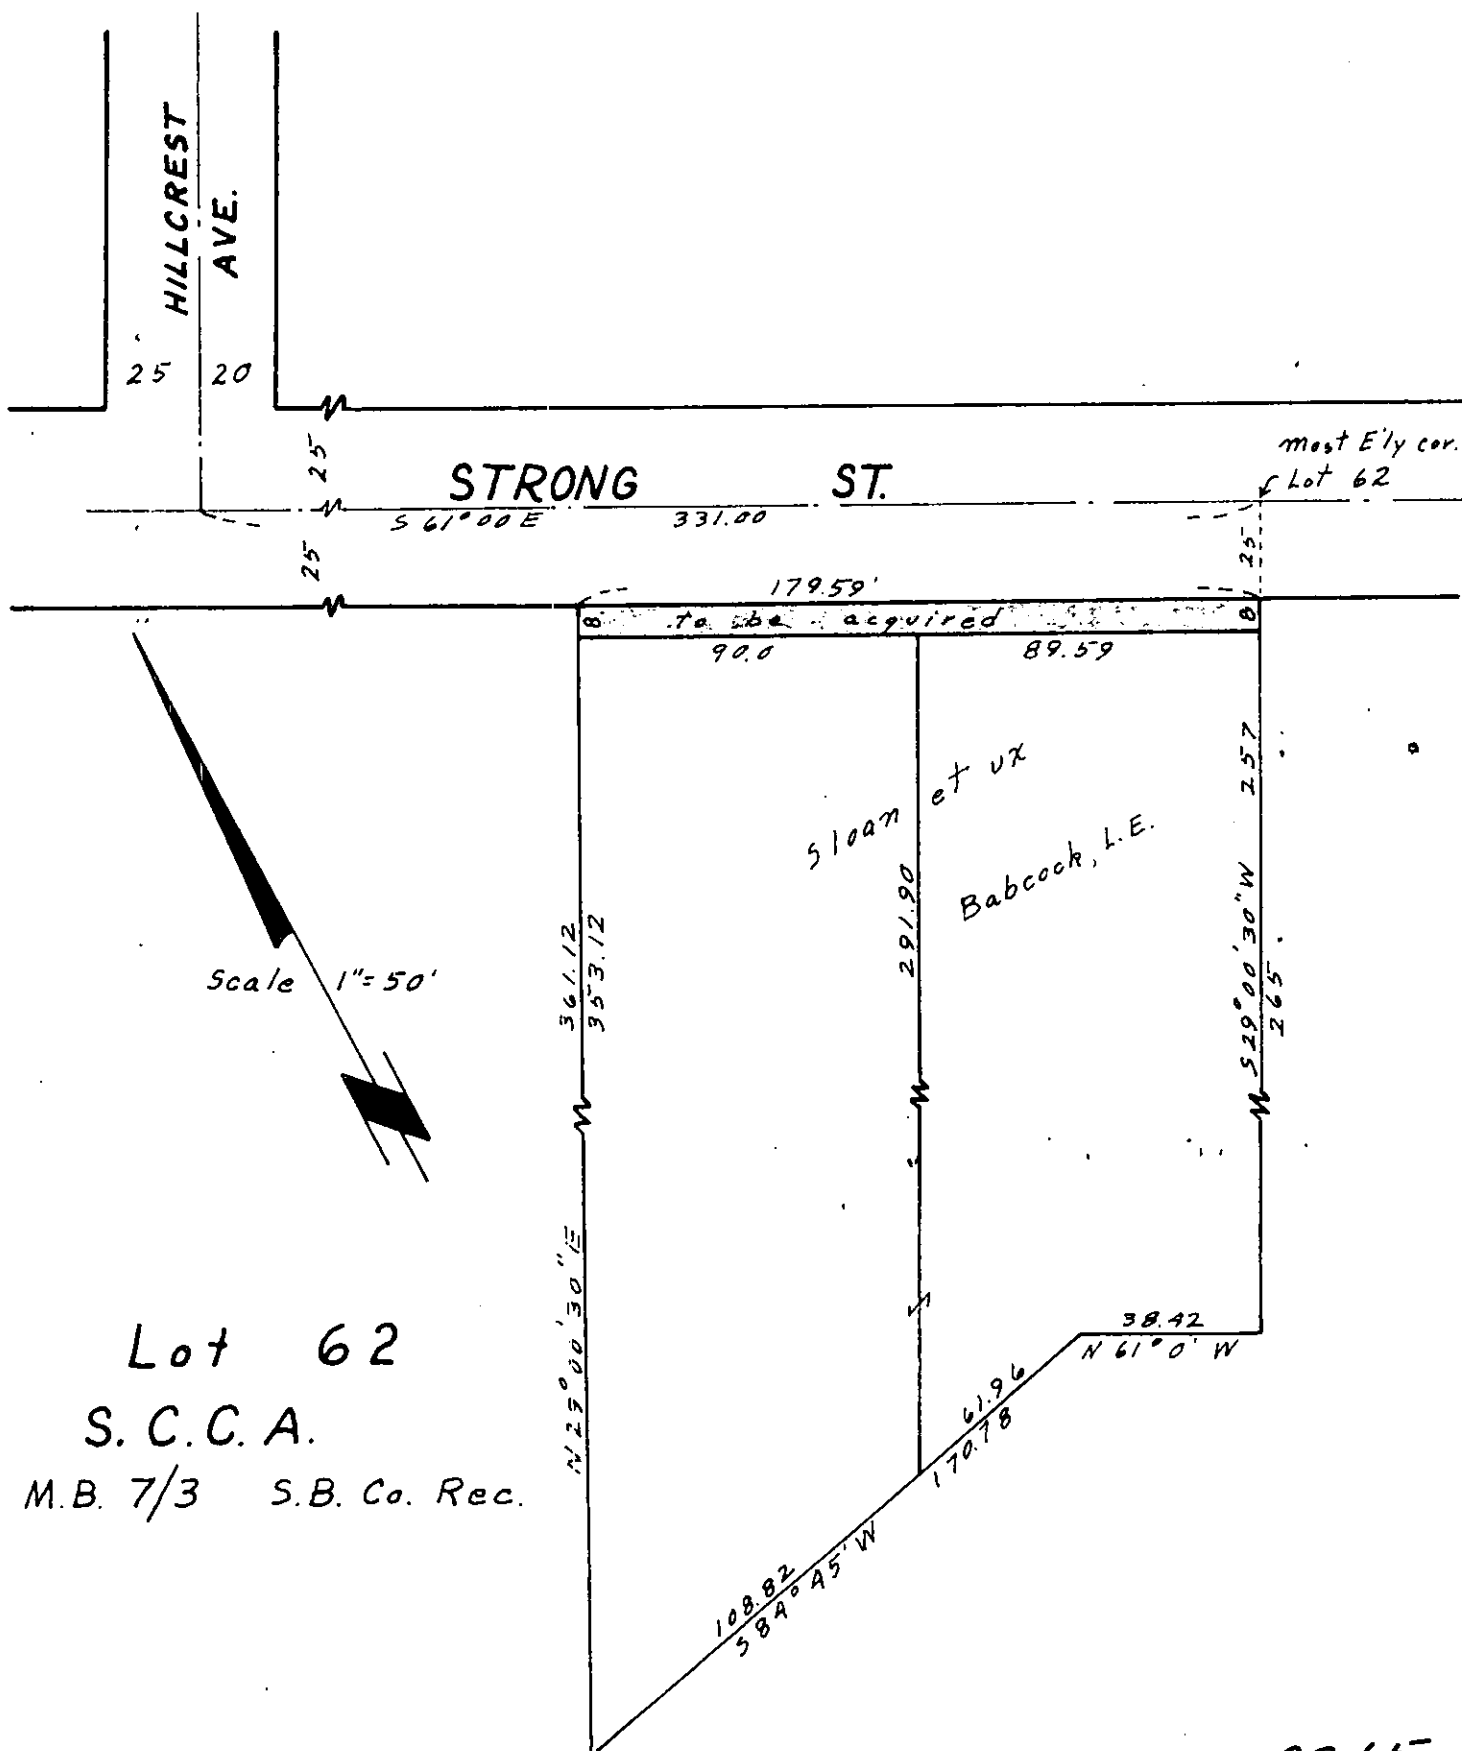 HILLCREST
AVE.
25 20
25
STRONG ST.
S 61°00 E 331.00
most E'ly cor.
Lot 62
25
25
179.59'
8 to be acquired 8
90.0 89.59
Sloan et ux
Babcock, L.E.
257
S 29°00'30" W
265
291.90
361.12
353.12
Scale 1"=50'
N 29°00'30" E
38.42
N 61°0' W
61.96
170.78
108.82
S 84°45' W
Lot 62
S.C.C.A.
M.B. 7/3 S.B. Co. Rec.